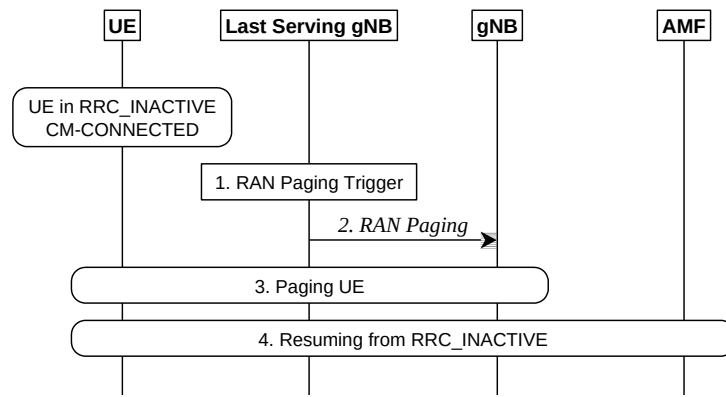 UE
Last Serving gNB
gNB
AMF
UE in RRC_INACTIVE
CM-CONNECTED
1. RAN Paging Trigger
2. RAN Paging
3. Paging UE
4. Resuming from RRC_INACTIVE